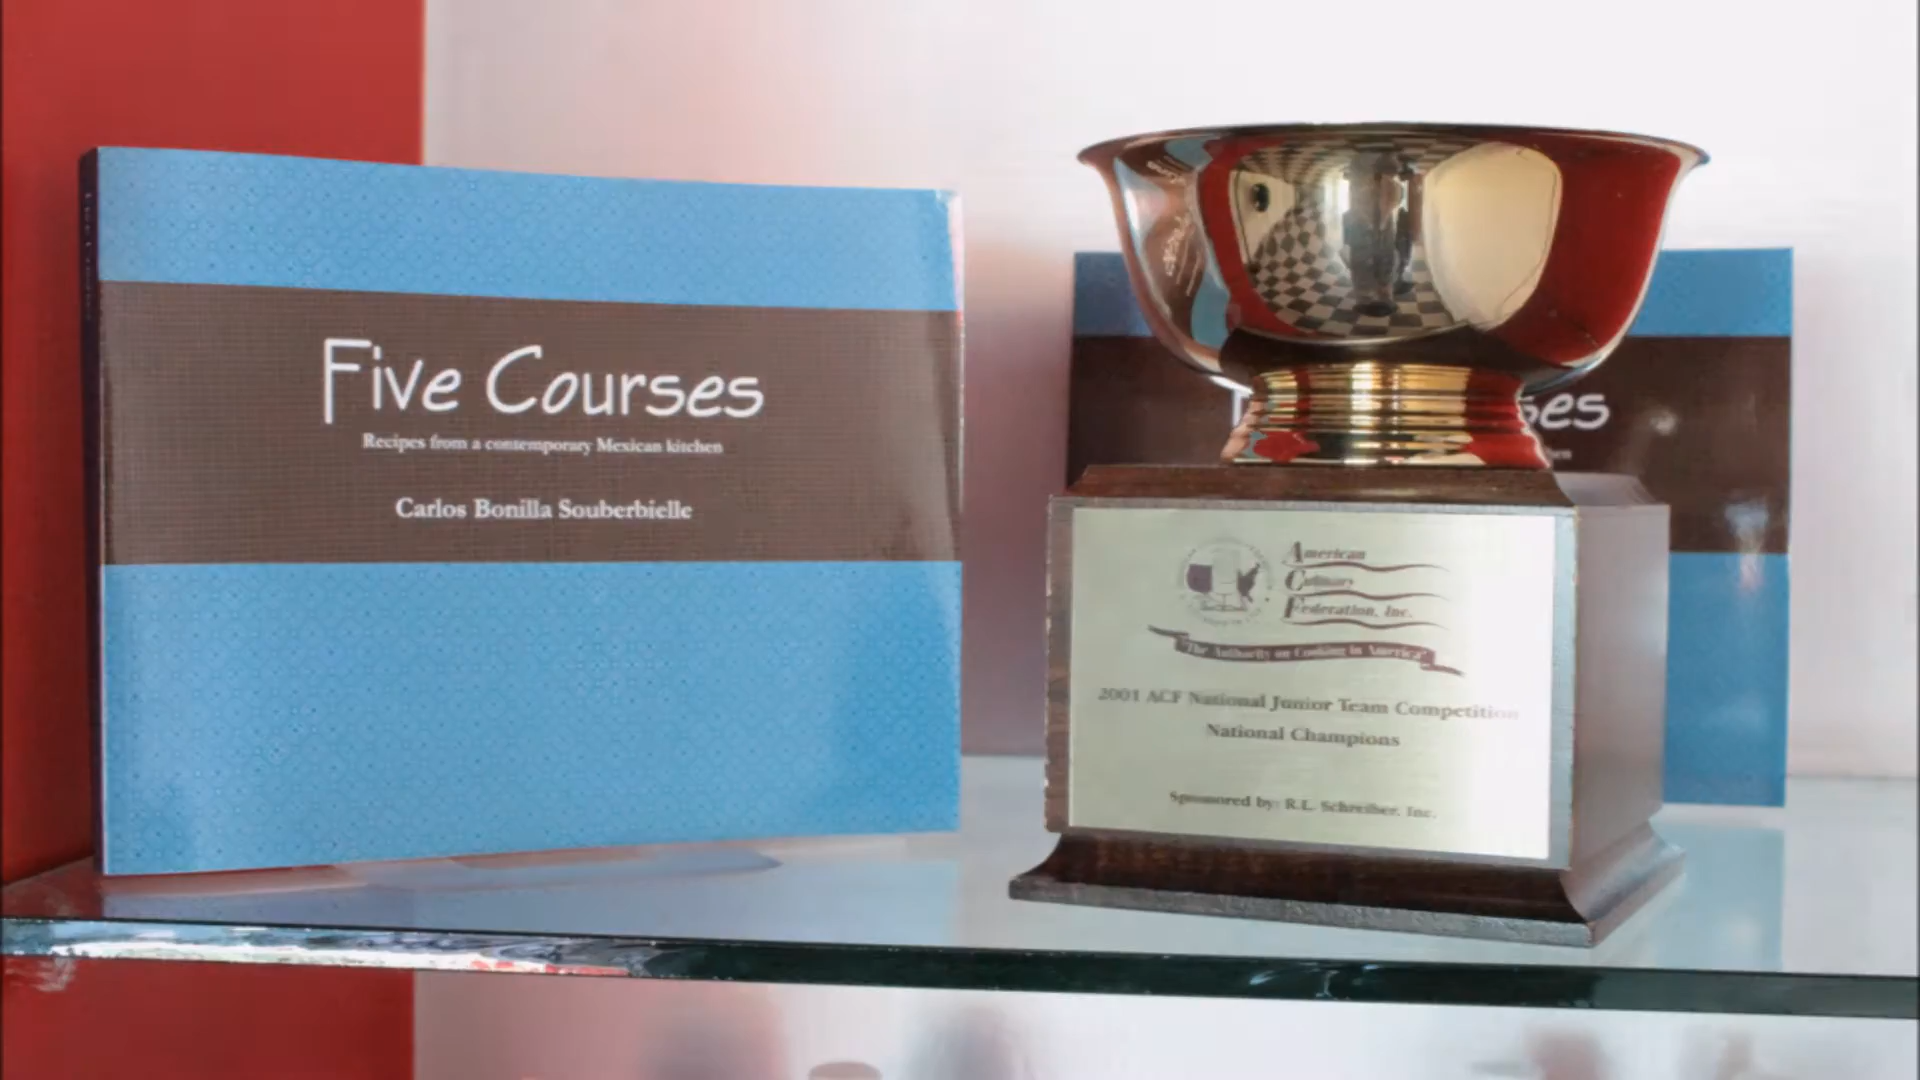 Five Courses
Recipes from a contemporary Mexican kitchen
Carlos Bonilla Souberbielle
ses
American
Culinary
Federation, Inc.
"The Authority on Cooking in America"
2001 ACF National Junior Team Competition
National Champions
Sponsored by: R.L. Schreiber, Inc.